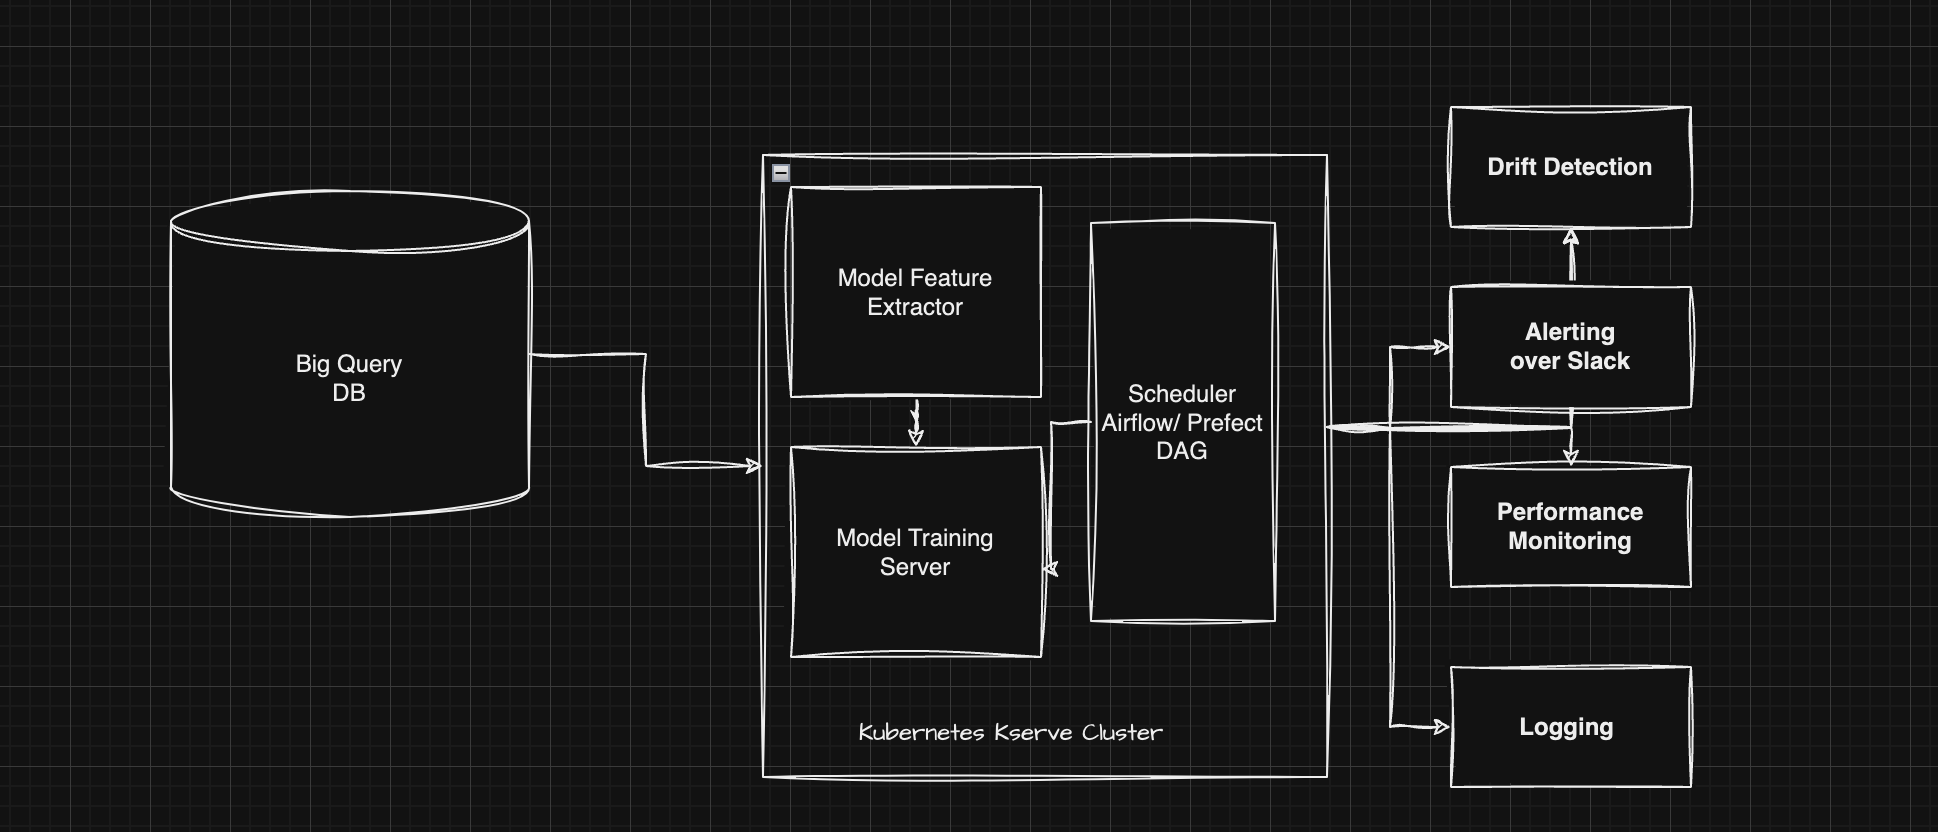 Big Query
DB
Model Feature
Extractor
Model Training
Server
Scheduler
Airflow/ Prefect
DAG
Kubernetes Kserve Cluster
Drift Detection
Alerting
over Slack
Performance
Monitoring
Logging